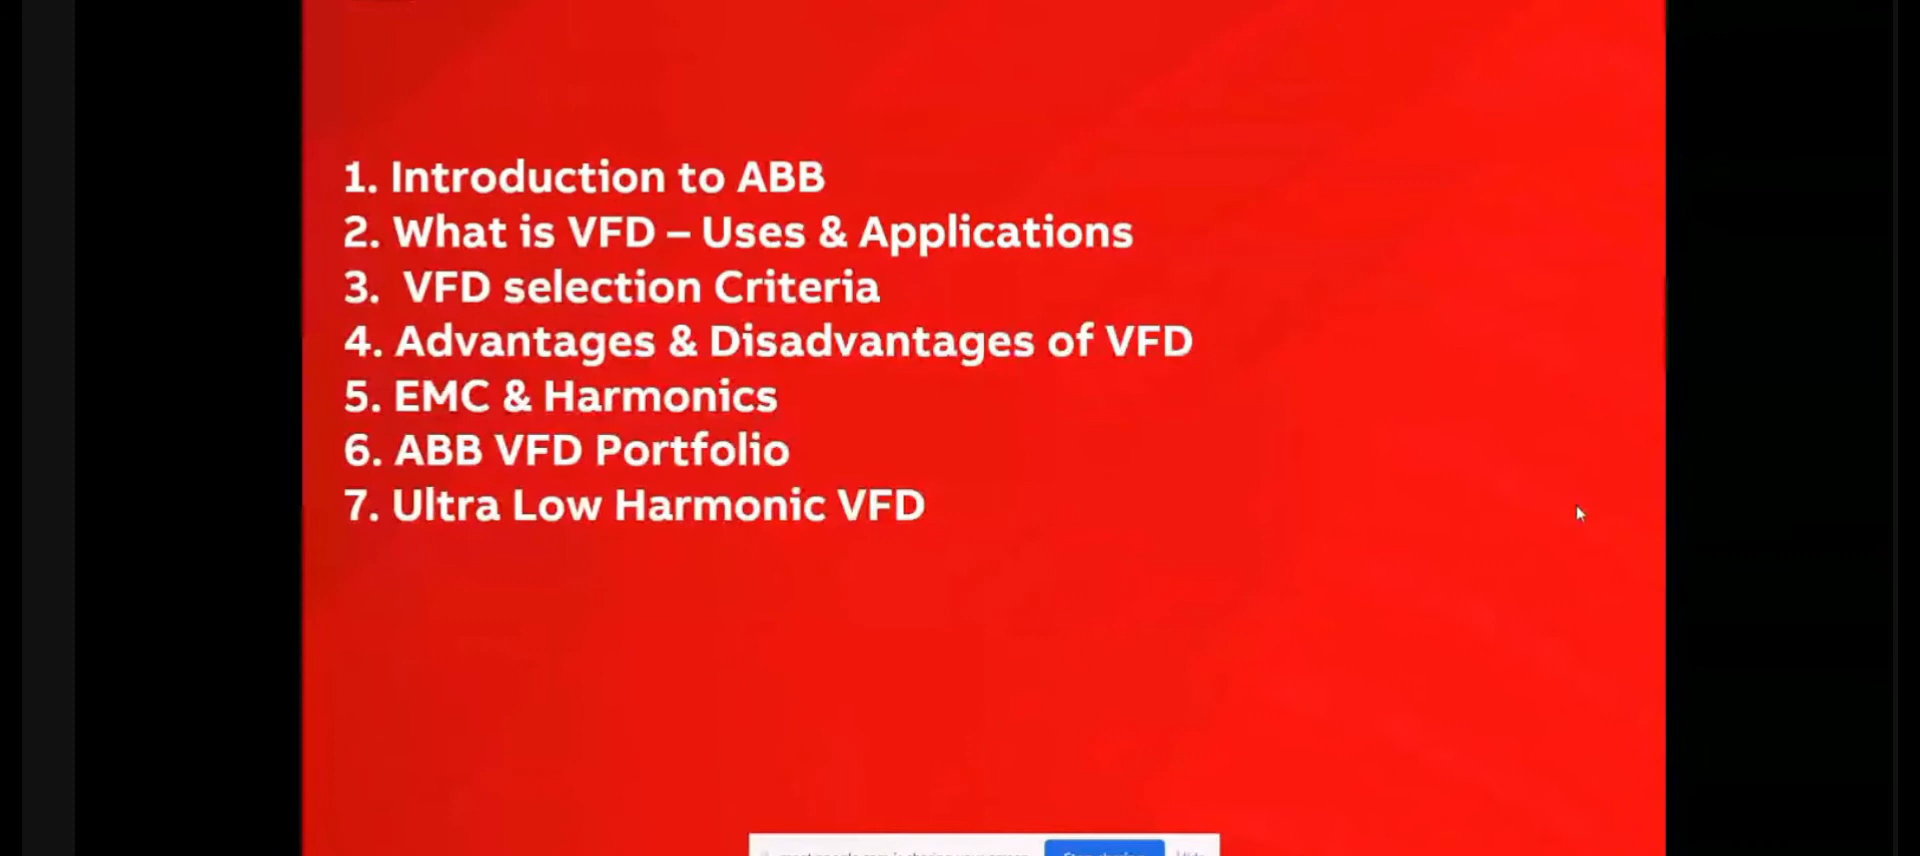 1. Introduction to ABB
2. What is VFD – Uses & Applications
3.  VFD selection Criteria
4. Advantages & Disadvantages of VFD
5. EMC & Harmonics
6. ABB VFD Portfolio
7. Ultra Low Harmonic VFD